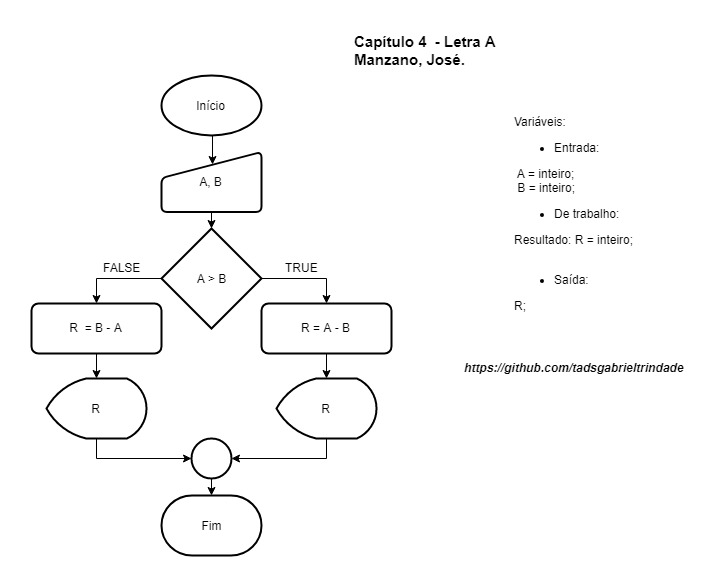 Capítulo 4 - Letra A
Manzano, José.
Início
A, B
A > B
FALSE
TRUE
R = B - A
R = A - B
R
R
Fim
Variáveis:
• Entrada:
A = inteiro;
B = inteiro;
• De trabalho:
Resultado: R = inteiro;
• Saída:
R;
https://github.com/tadsgabrieltrindade